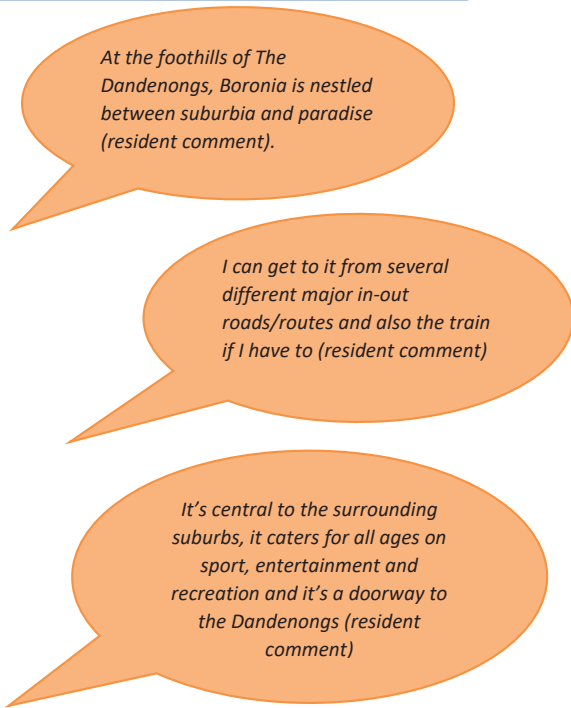 At the foothills of The
Dandenongs, Boronia is nestled
between suburbia and paradise
(resident comment).
I can get to it from several
different major in-out
roads/routes and also the train
if I have to (resident comment)
It’s central to the surrounding
suburbs, it caters for all ages on
sport, entertainment and
recreation and it’s a doorway to
the Dandenongs (resident
comment)